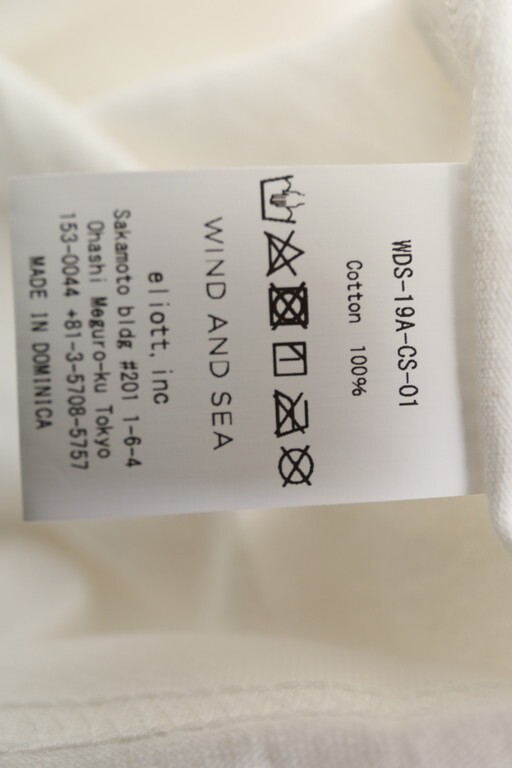 WDS-19A-CS-01
Cotton 100%
WIND AND SEA
eliott, inc
Sakamoto bldg #201 1-6-4
Ohashi Meguro-ku Tokyo
153-0044 +81-3-5708-5757
MADE IN DOMINICA